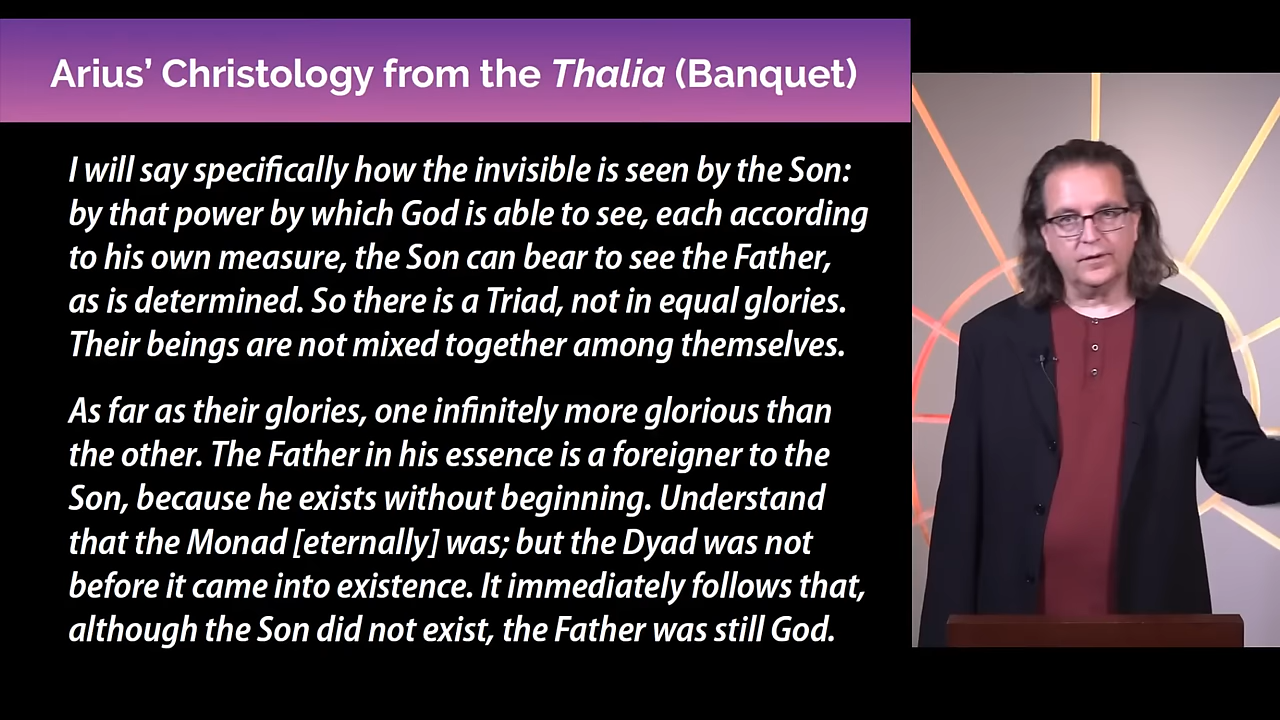 Arius’ Christology from the Thalia (Banquet)
I will say specifically how the invisible is seen by the Son:
by that power by which God is able to see, each according
to his own measure, the Son can bear to see the Father,
as is determined. So there is a Triad, not in equal glories.
Their beings are not mixed together among themselves.
As far as their glories, one infinitely more glorious than
the other. The Father in his essence is a foreigner to the
Son, because he exists without beginning. Understand
that the Monad [eternally] was; but the Dyad was not
before it came into existence. It immediately follows that,
although the Son did not exist, the Father was still God.